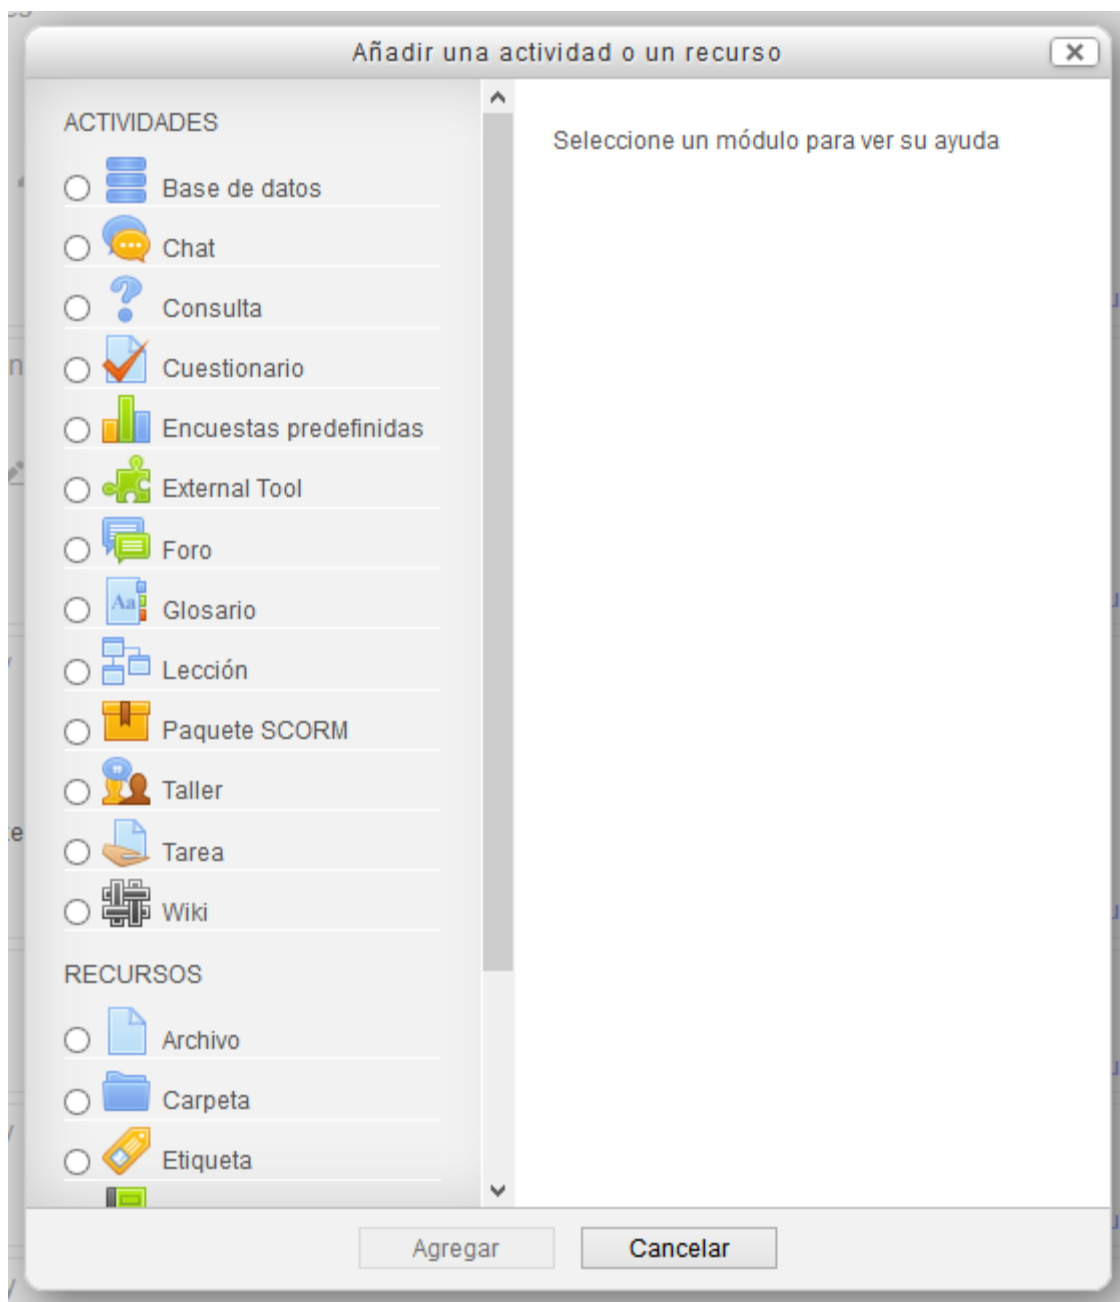 Añadir una actividad o un recurso
ACTIVIDADES
Seleccione un módulo para ver su ayuda
Base de datos
Chat
Consulta
Cuestionario
Encuestas predefinidas
External Tool
Foro
Aa
Glosario
Lección
Paquete SCORM
Taller
Tarea
Wiki
RECURSOS
Archivo
Carpeta
Etiqueta
Agregar
Cancelar